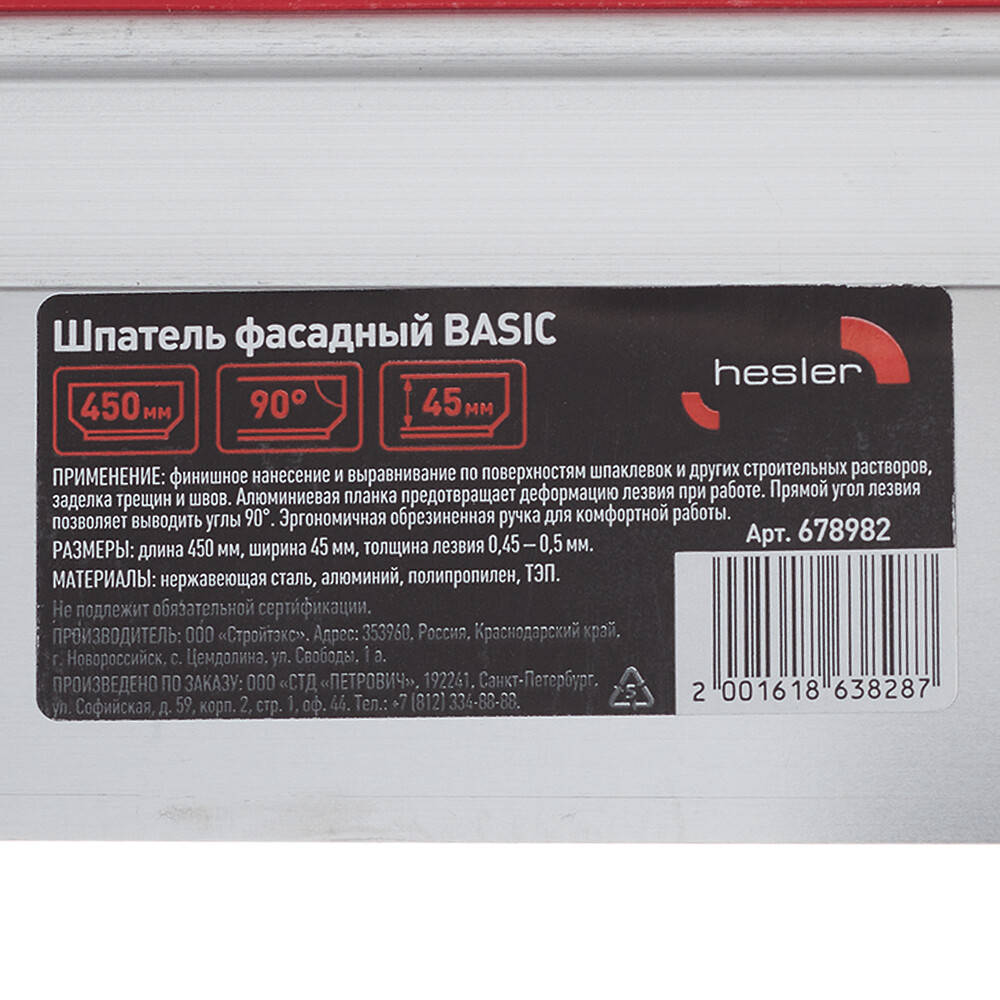 Шпатель фасадный BASIC
hesler
450 мм
90°
45 мм
ПРИМЕНЕНИЕ: финишное нанесение и выравнивание по поверхностям шпаклевок и других строительных растворов,
заделка трещин и швов. Алюминиевая планка предотвращает деформацию лезвия при работе. Прямой угол лезвия
позволяет выводить углы 90°. Эргономичная обрезиненная ручка для комфортной работы.
Арт. 678982
РАЗМЕРЫ: длина 450 мм, ширина 45 мм, толщина лезвия 0,45 – 0,5 мм.
МАТЕРИАЛЫ: нержавеющая сталь, алюминий, полипропилен, ТЭП.
Не подлежит обязательной сертификации.
ПРОИЗВОДИТЕЛЬ: ООО «Стройтэкс». Адрес: 353960, Россия, Краснодарский край,
г. Новороссийск, с. Цемдолина, ул. Свободы, 1 а.
ПРОИЗВЕДЕНО ПО ЗАКАЗУ: ООО «СТД «ПЕТРОВИЧ», 192241, Санкт-Петербург,
ул. Софийская, д. 59, корп. 2, стр. 1, оф. 44. Тел.: +7 (812) 334-88-88.
5
2 001618 638287